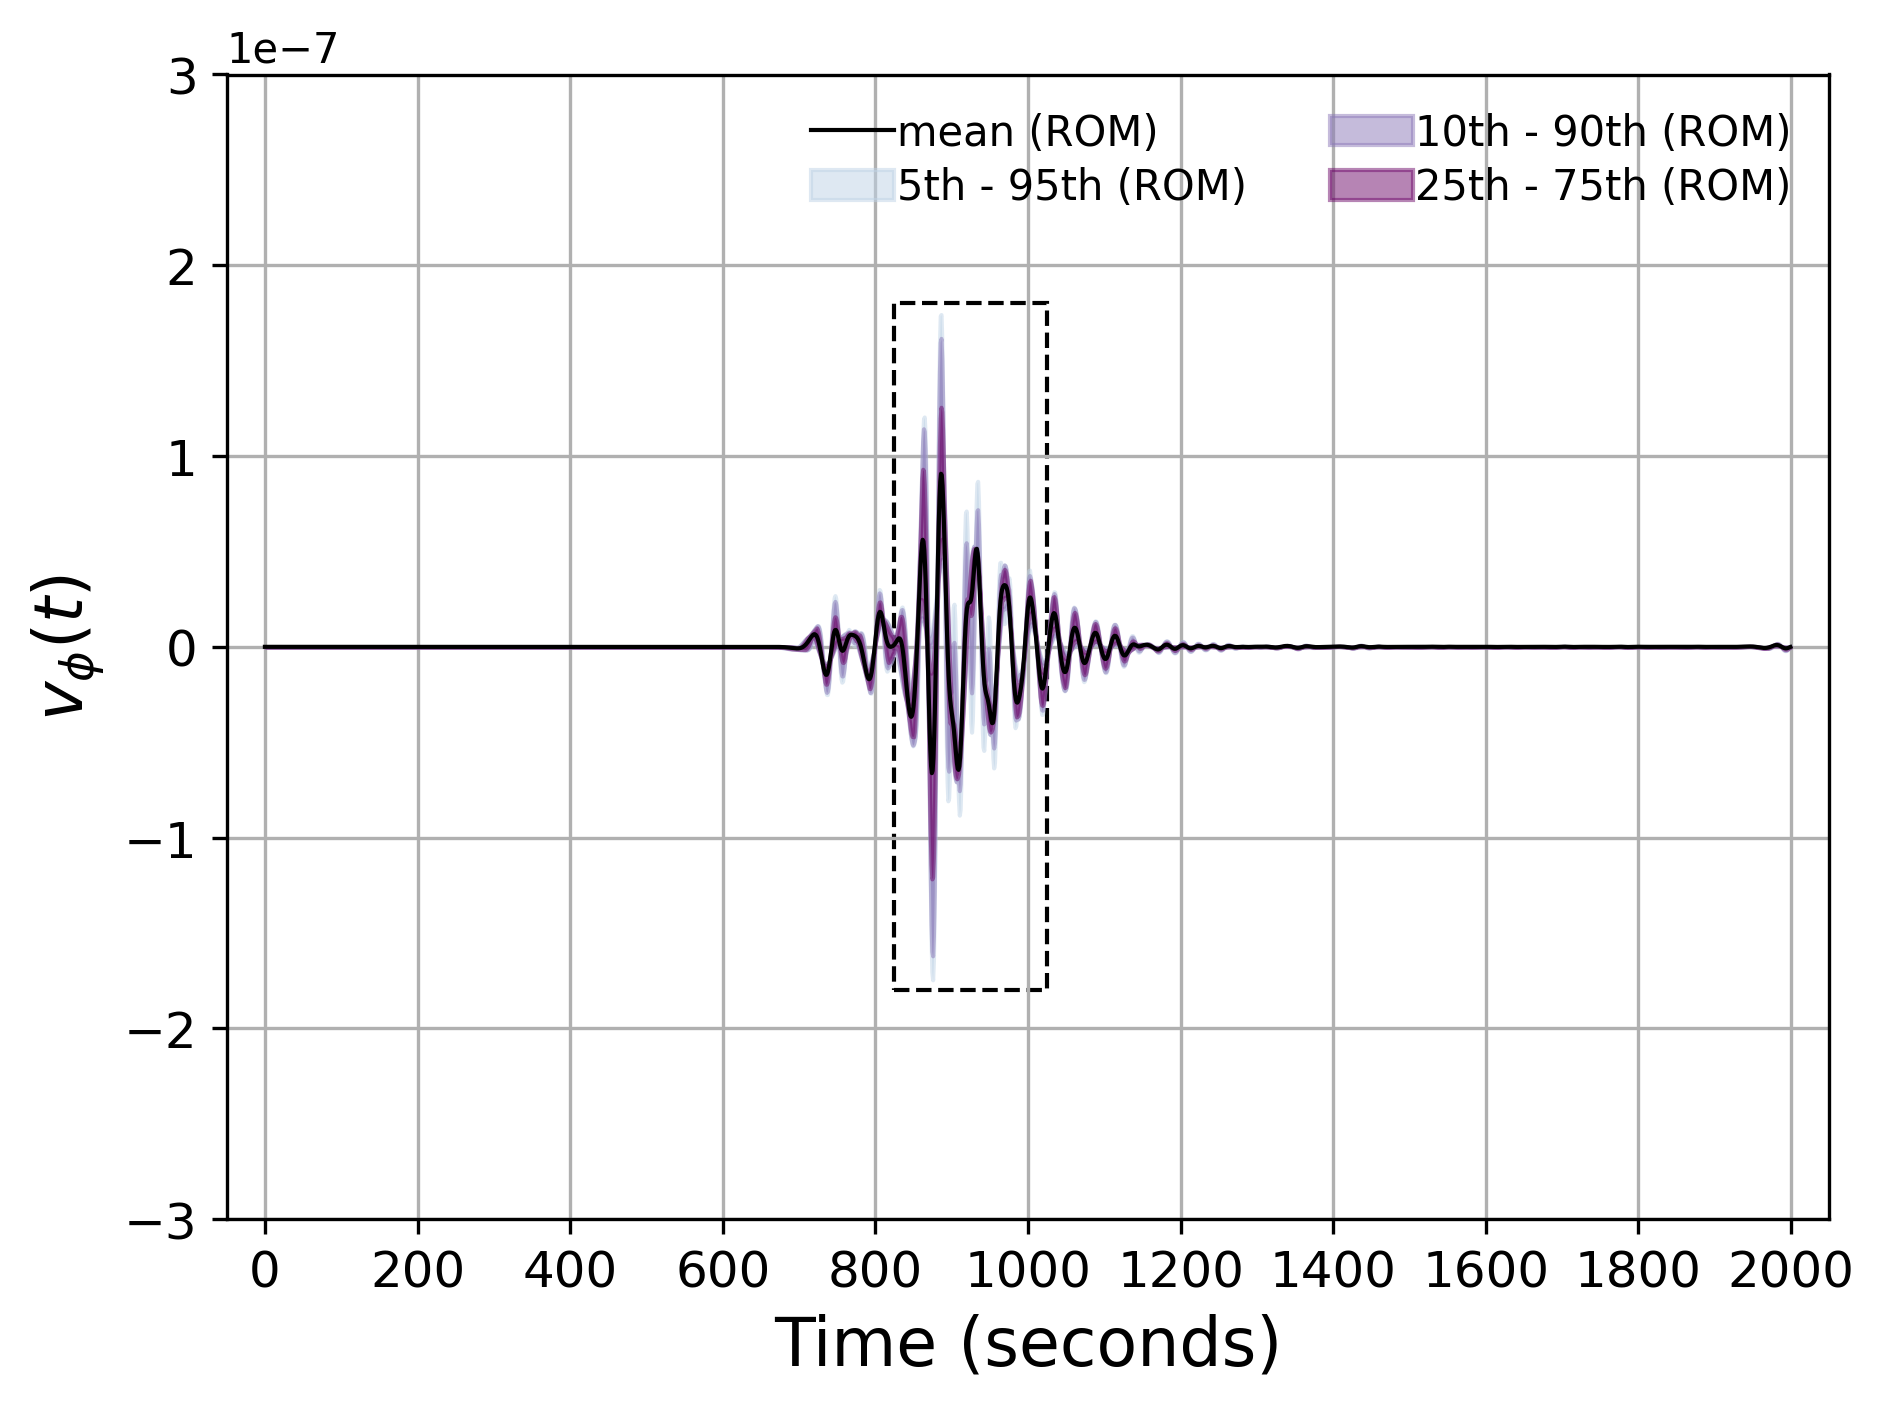 1e−7
3
2
1
0
−1
−2
−3
v_ϕ(t)
mean (ROM)
5th - 95th (ROM)
10th - 90th (ROM)
25th - 75th (ROM)
0 200 400 600 800 1000 1200 1400 1600 1800 2000
Time (seconds)